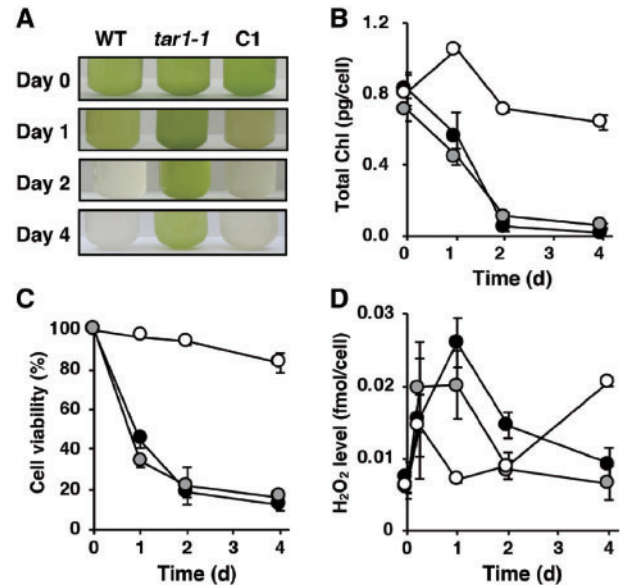 A
WT tar1-1 C1
Day 0
Day 1
Day 2
Day 4
B
Total Chl (pg/cell)
1.2
0.8
0.4
0.0
0 1 2 3 4
Time (d)
C
Cell viability (%)
100
80
60
40
20
0
0 1 2 3 4
Time (d)
D
H₂O₂ level (fmol/cell)
0.03
0.02
0.01
0
0 1 2 3 4
Time (d)